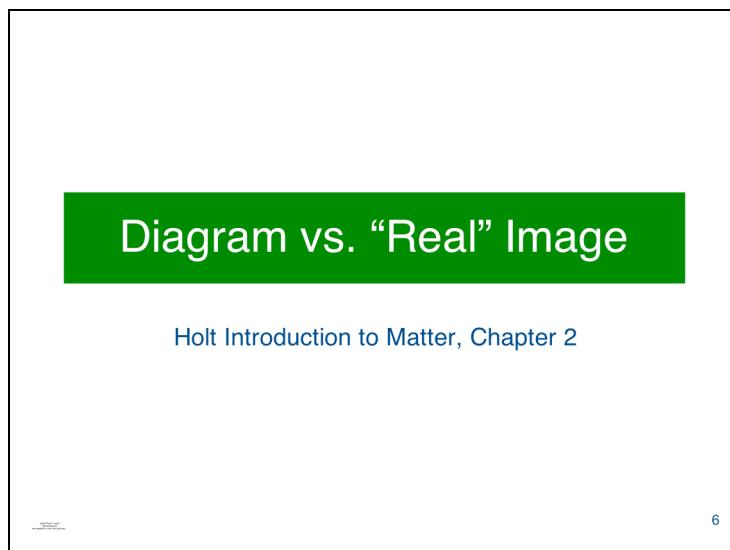 Diagram vs. “Real” Image
Holt Introduction to Matter, Chapter 2
6